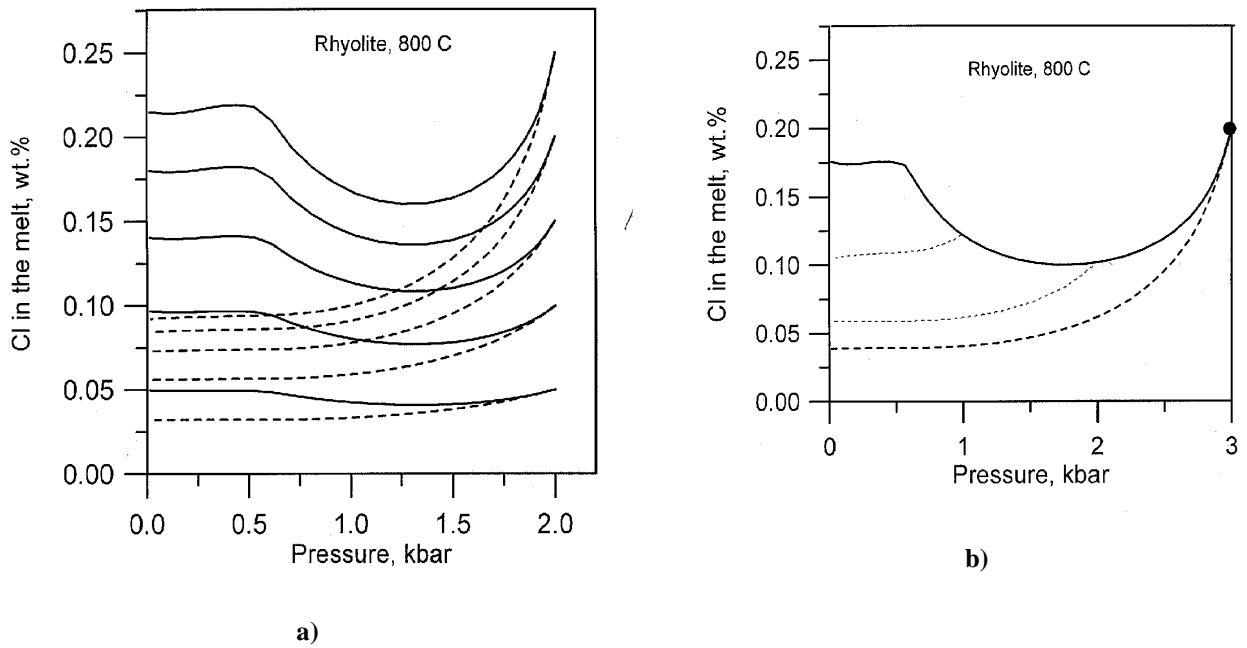 Rhyolite, 800 C
Cl in the melt, wt.%
0.25
0.20
0.15
0.10
0.05
0.00
0.0 0.5 1.0 1.5 2.0
Pressure, kbar
a)
Rhyolite, 800 C
Cl in the melt, wt.%
0.25
0.20
0.15
0.10
0.05
0.00
0 1 2 3
Pressure, kbar
b)